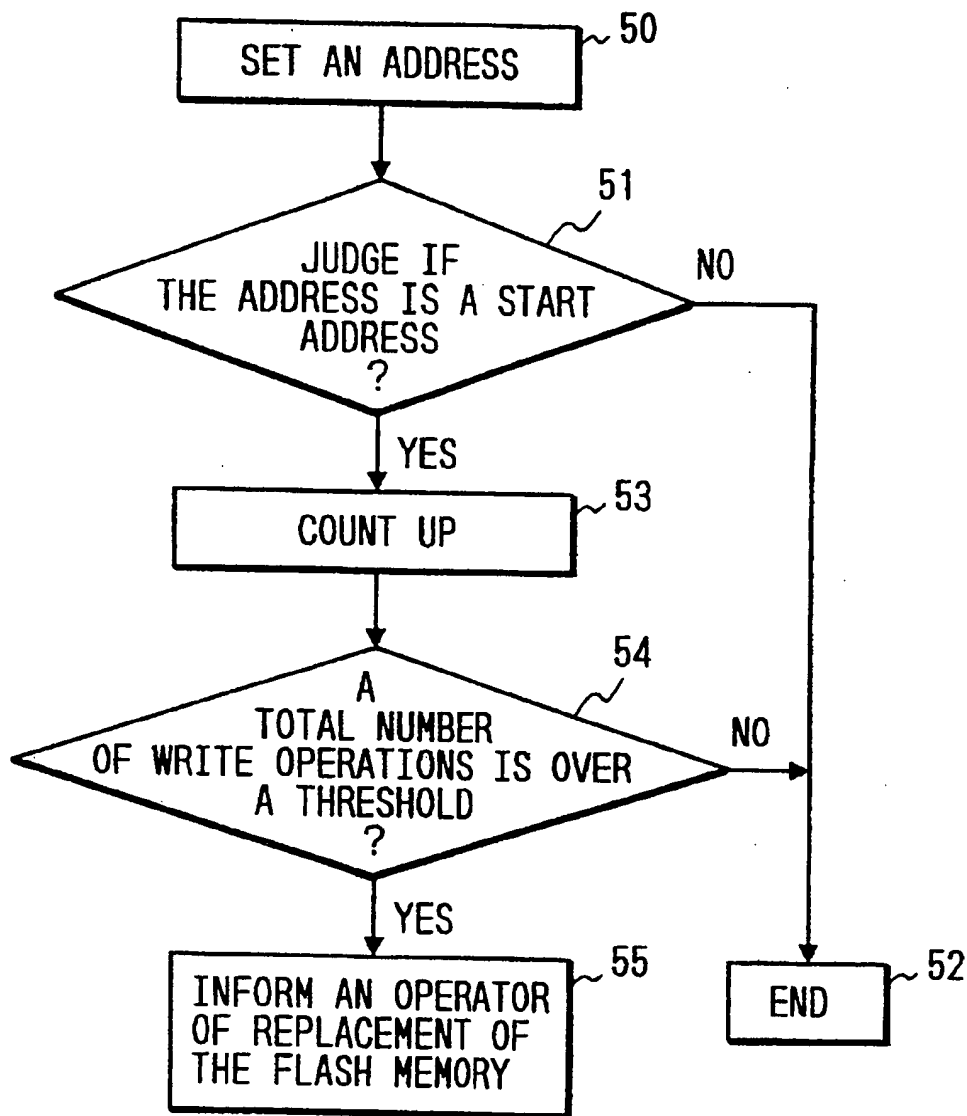 50
SET AN ADDRESS
51
JUDGE IF
THE ADDRESS IS A START
ADDRESS
?
NO
YES
53
COUNT UP
54
A
TOTAL NUMBER
OF WRITE OPERATIONS IS OVER
A THRESHOLD
?
NO
YES
55
INFORM AN OPERATOR
OF REPLACEMENT OF
THE FLASH MEMORY
52
END